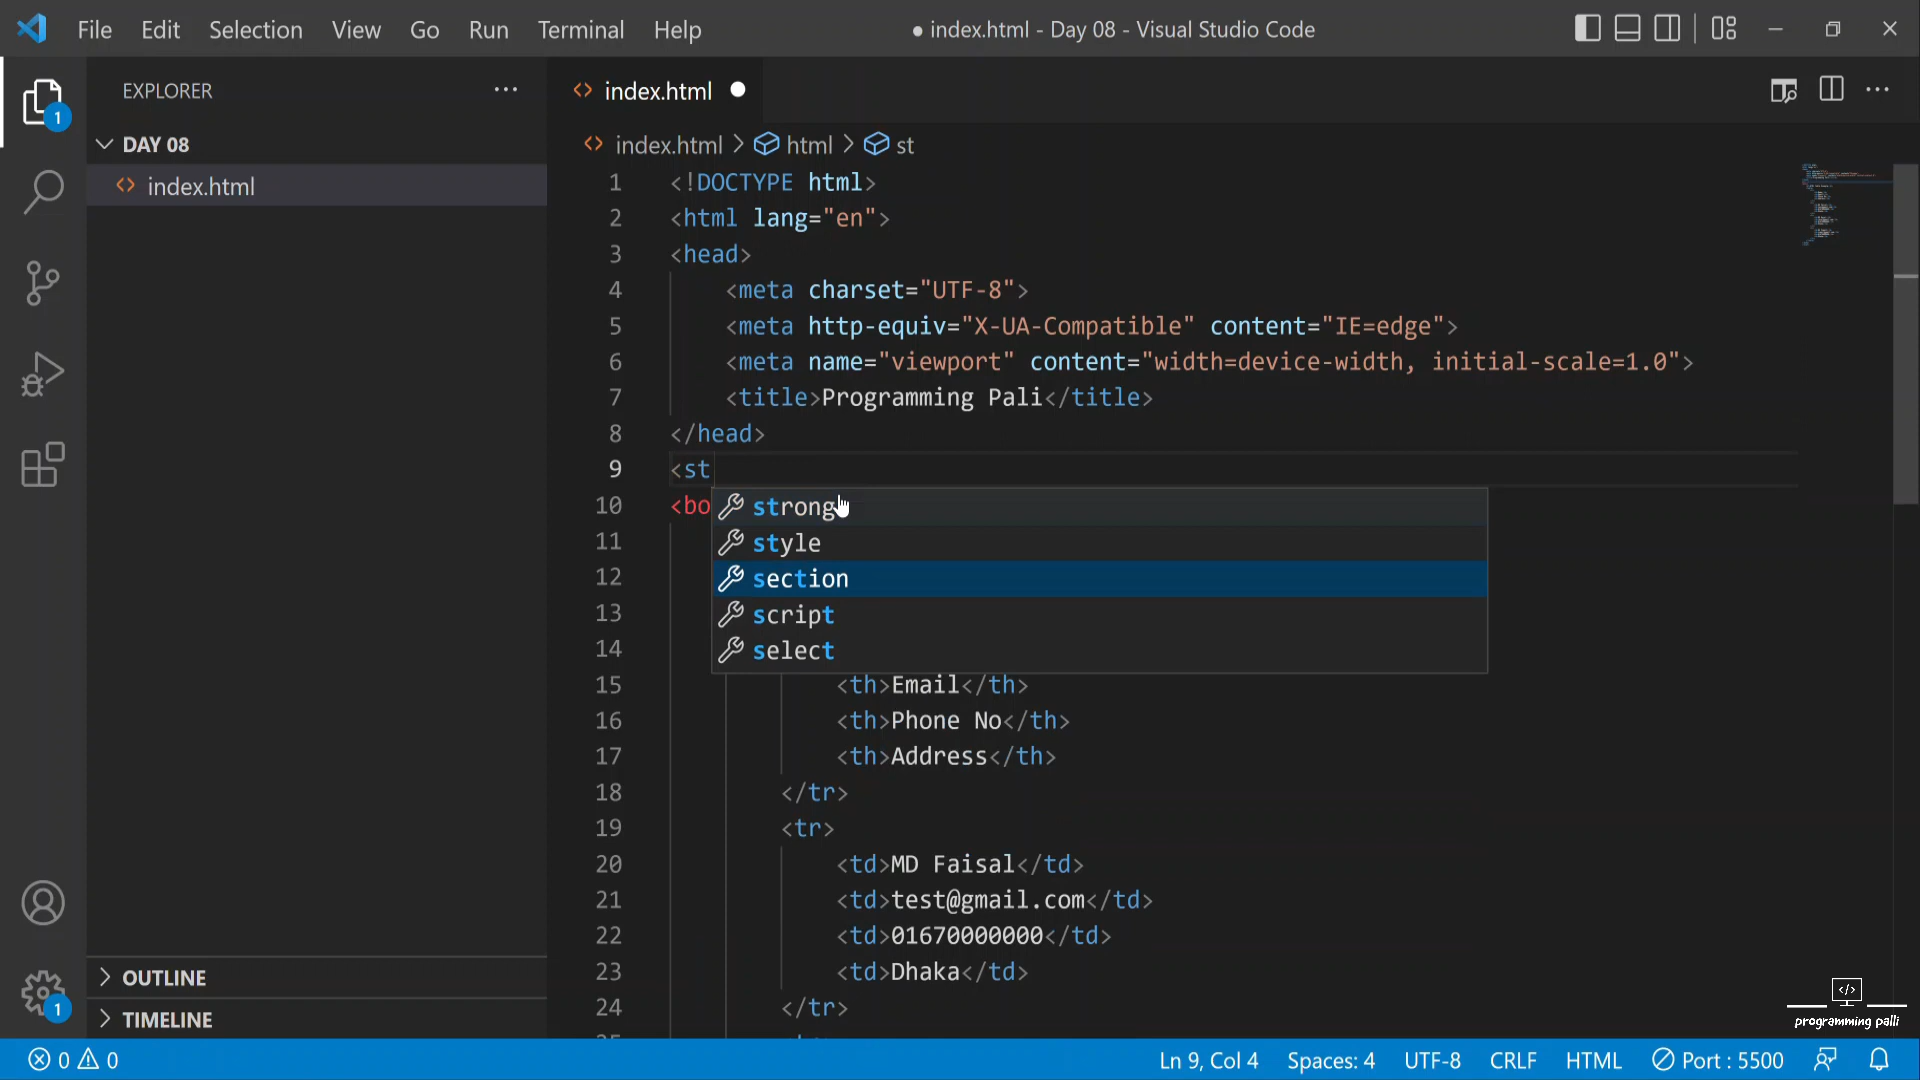 File Edit Selection View Go Run Terminal Help
● index.html - Day 08 - Visual Studio Code
EXPLORER
index.html
1
DAY 08
index.html > html > st
index.html
1 <!DOCTYPE html>
2 <html lang="en">
3 <head>
4 <meta charset="UTF-8">
5 <meta http-equiv="X-UA-Compatible" content="IE=edge">
6 <meta name="viewport" content="width=device-width, initial-scale=1.0">
7 <title>Programming Pali</title>
8 </head>
9 <st
10 <bo
strong
11
style
12
section
13
script
14
select
15 <th>Email</th>
16 <th>Phone No</th>
17 <th>Address</th>
18 </tr>
19 <tr>
20 <td>MD Faisal</td>
21 <td>test@gmail.com</td>
22 <td>01670000000</td>
23 <td>Dhaka</td>
24 </tr>
OUTLINE
1
TIMELINE
</>
programming palli
0 0
Ln 9, Col 4 Spaces: 4 UTF-8 CRLF HTML Port : 5500